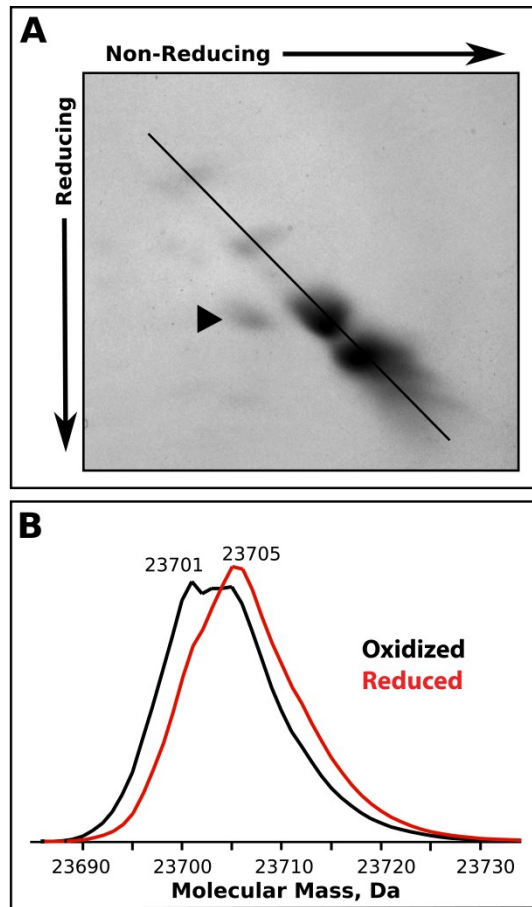 A
Non-Reducing
Reducing
B
23701
23705
Oxidized
Reduced
23690 23700 23710 23720 23730
Molecular Mass, Da